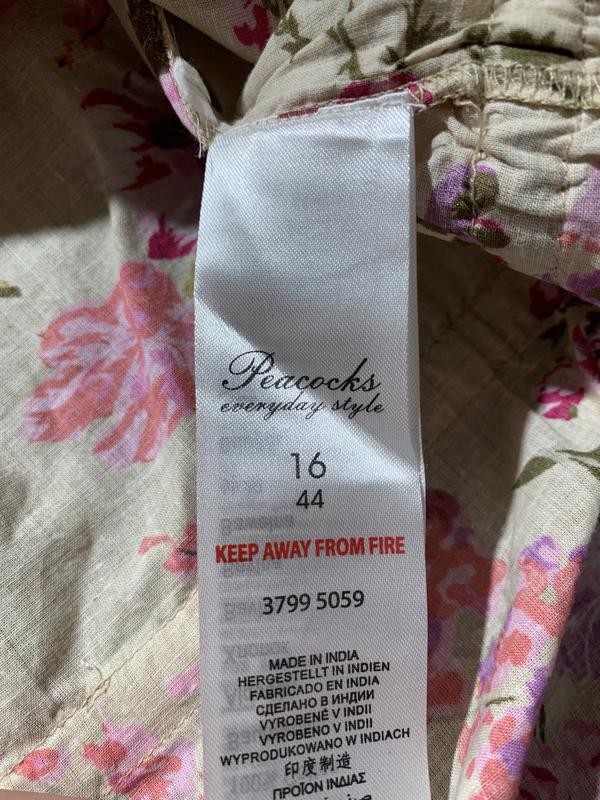 Peacocks
everyday style
16
44
KEEP AWAY FROM FIRE
3799 5059
MADE IN INDIA
HERGESTELLT IN INDIEN
FABRICADO EN INDIA
СДЕЛАНО В ИНДИИ
VYROBENÉ V INDII
VYROBENO V INDII
WYPRODUKOWANO W INDIACH
印度制造
ΠΡΟΪΟΝ ΙΝΔΙΑΣ